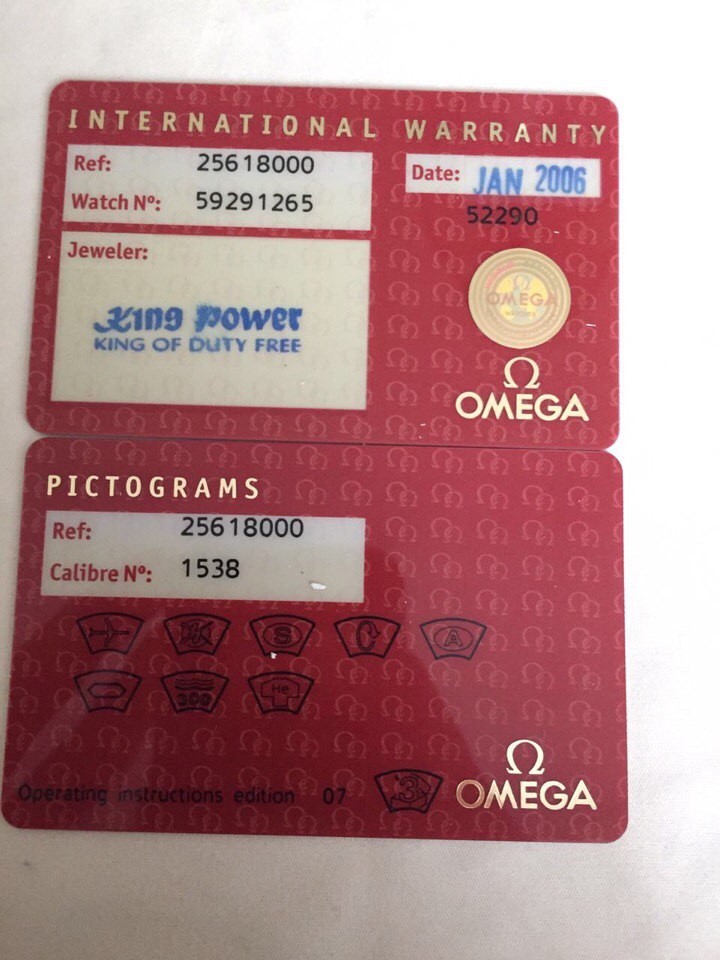 INTERNATIONAL WARRANTY
Ref: 25618000
Watch Nº: 59291265
Date: JAN 2006
52290
Jeweler:
King Power
KING OF DUTY FREE
OMEGA
Ω
OMEGA
PICTOGRAMS
Ref: 25618000
Calibre Nº: 1538
S C A
300 He
Operating instructions edition 07 3
Ω
OMEGA